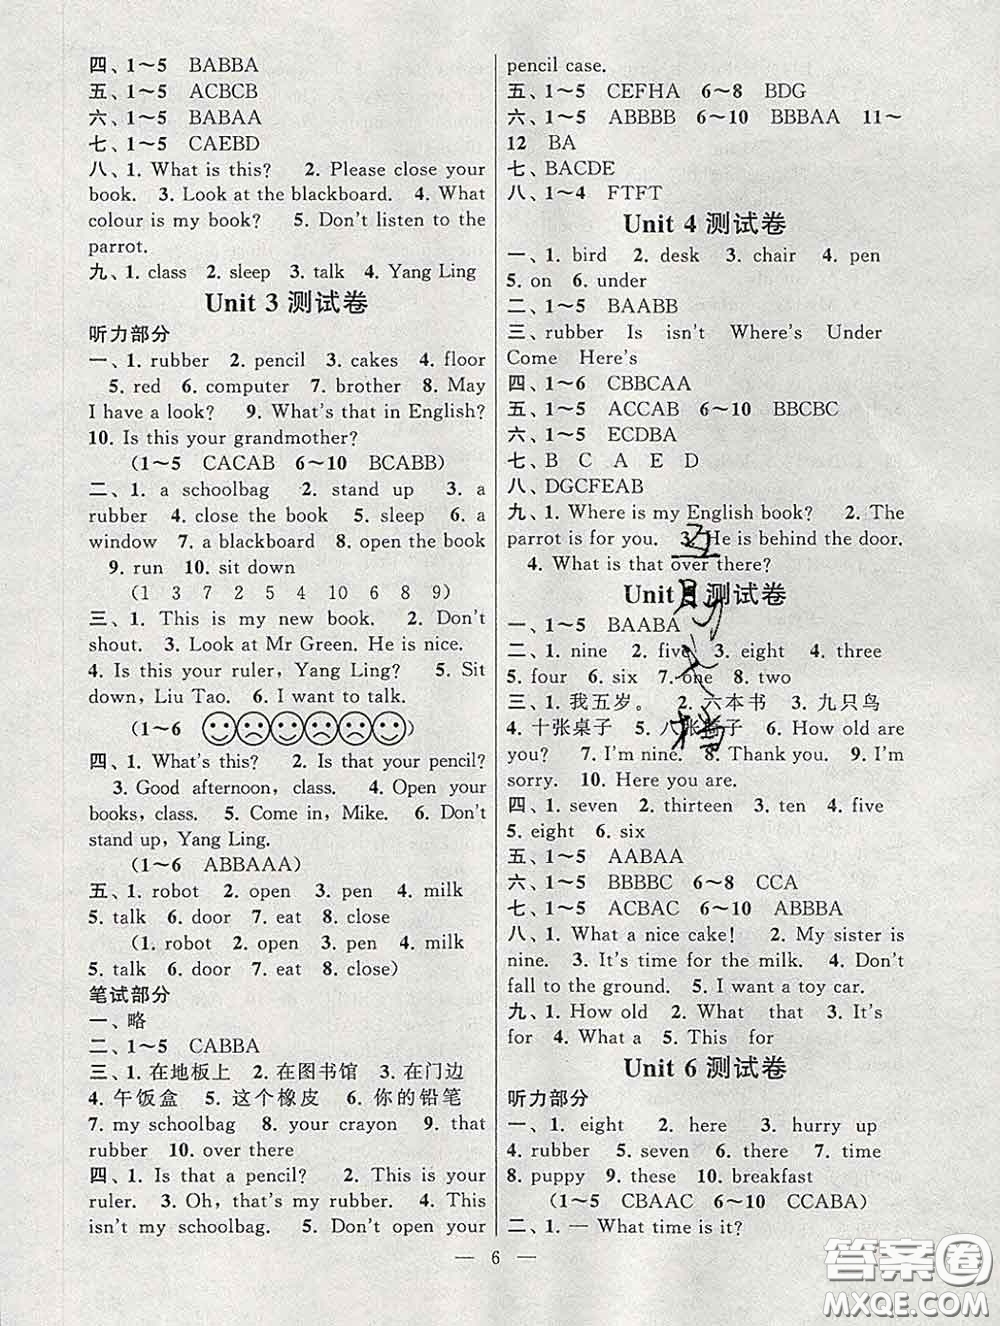 四、1～5　BABBA
五、1～5　ACBCB
六、1～5　BABAA
七、1～5　CAEBD
八、1. What is this?　2. Please close your
book.　3. Look at the blackboard.　4. What
colour is my book?　5. Don't listen to the
parrot.
九、1. class　2. sleep　3. talk　4. Yang Ling
Unit 3 测试卷
听力部分
一、1. rubber　2. pencil　3. cakes　4. floor
5. red　6. computer　7. brother　8. May
I have a look?　9. What's that in English?
10. Is this your grandmother?
(1～5　CACAB　6～10　BCABB)
二、1. a schoolbag　2. stand up　3. a
rubber　4. close the book　5. sleep　6. a
window　7. a blackboard　8. open the book
9. run　10. sit down
(1　3　7　2　5　4　10　6　8　9)
三、1. This is my new book.　2. Don't
shout.　3. Look at Mr Green. He is nice.
4. Is this your ruler, Yang Ling?　5. Sit
down, Liu Tao.　6. I want to talk.
(1～6　)
四、1. What's this?　2. Is that your pencil?
3. Good afternoon, class.　4. Open your
books, class.　5. Come in, Mike.　6. Don't
stand up, Yang Ling.
(1～6　ABBAAA)
五、1. robot　2. open　3. pen　4. milk
5. talk　6. door　7. eat　8. close
(1. robot　2. open　3. pen　4. milk
5. talk　6. door　7. eat　8. close)
笔试部分
一、略
二、1～5　CABBA
三、1. 在地板上　2. 在图书馆　3. 在门边
4. 午饭盒　5. 这个橡皮　6. 你的铅笔
7. my schoolbag　8. your crayon　9. that
rubber　10. over there
四、1. Is that a pencil?　2. This is your
ruler.　3. Oh, that's my rubber.　4. This
isn't my schoolbag.　5. Don't open your
pencil case.
五、1～5　CEFHA　6～8　BDG
六、1～5　ABBBB　6～10　BBBAA　11～
12　BA
七、BACDE
八、1～4　FTFT
Unit 4 测试卷
一、1. bird　2. desk　3. chair　4. pen
5. on　6. under
二、1～5　BAABB
三、rubber　Is　isn't　Where's　Under
Come　Here's
四、1～6　CBBCAA
五、1～5　ACCAB　6～10　BBCBC
六、1～5　ECDBA
七、B　C　A　E　D
八、DGCFEAB
九、1. Where is my English book?　2. The
parrot is for you.　3. He is behind the door.
4. What is that over there?
Unit 测试卷
一、1～5　BAABA
二、1. nine　2. five　3. eight　4. three
5. four　6. six　7. one　8. two
三、1. 我五岁。　2. 六本书　3. 九只鸟
4. 十张桌子　5. 八张椅子　6. How old are
you?　7. I'm nine.　8. Thank you.　9. I'm
sorry.　10. Here you are.
四、1. seven　2. thirteen　3. ten　4. five
5. eight　6. six
五、1～5　AABAA
六、1～5　BBBBC　6～8　CCA
七、1～5　ACBAC　6～10　ABBBA
八、1. What a nice cake!　2. My sister is
nine.　3. It's time for the milk.　4. Don't
fall to the ground.　5. I want a toy car.
九、1. How old　2. What　that　3. It's
for　4. What a　5. This　for
Unit 6 测试卷
听力部分
一、1. eight　2. here　3. hurry up
4. rubber　5. seven　6. there　7. time
8. puppy　9. these　10. breakfast
(1～5　CBAAC　6～10　CCABA)
二、1. — What time is it?
— 6 —
答案圈
MXQE.COM